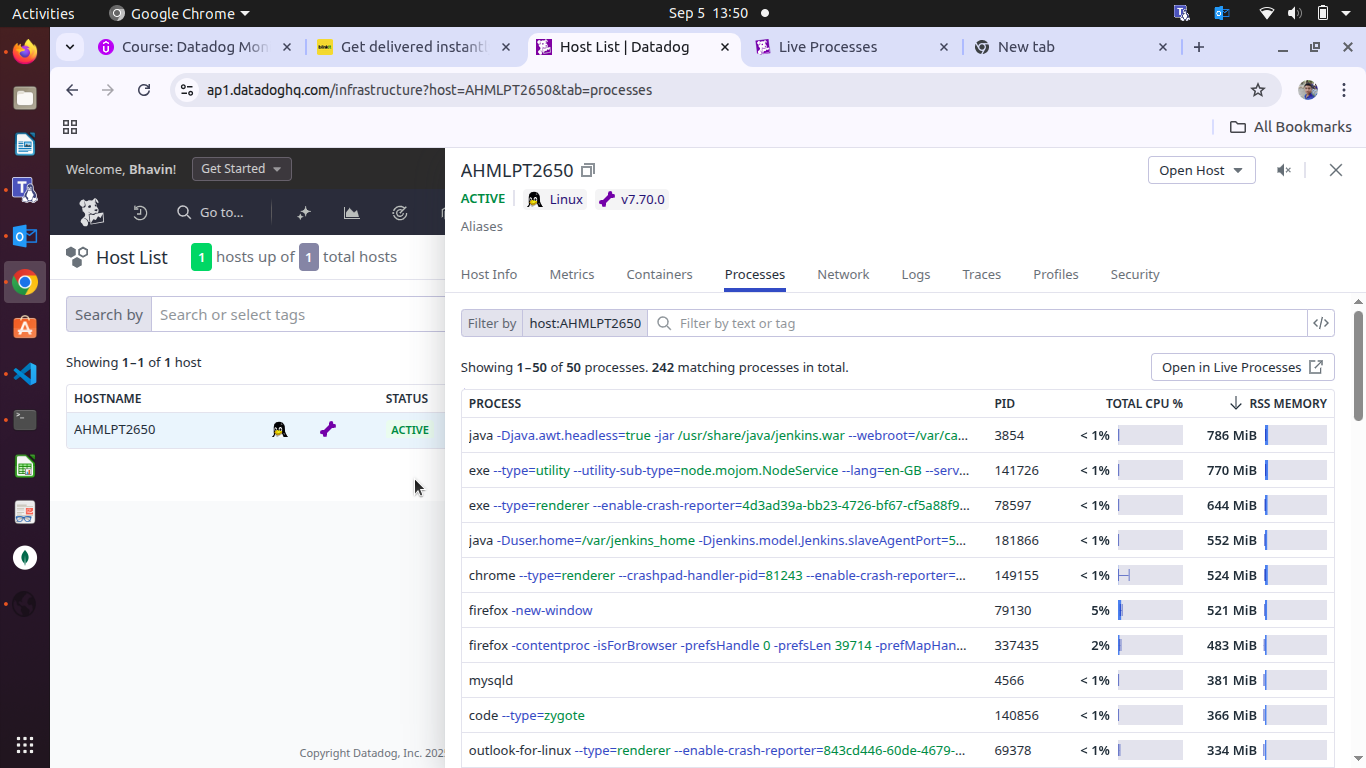 Activities
Google Chrome
Sep 5 13:50
Course: Datadog Mon
Get delivered instantl
Host List | Datadog
Live Processes
New tab
ap1.datadoghq.com/infrastructure?host=AHMLPT2650&tab=processes
All Bookmarks
Welcome, Bhavin!
Get Started
Go to...
Host List
1 hosts up of 1 total hosts
Search by
Search or select tags
Showing 1–1 of 1 host
HOSTNAME
STATUS
AHMLPT2650
ACTIVE
Copyright Datadog, Inc. 202
AHMLPT2650
Open Host
ACTIVE
Linux
v7.70.0
Aliases
Host Info
Metrics
Containers
Processes
Network
Logs
Traces
Profiles
Security
Filter by
host:AHMLPT2650
Filter by text or tag
Showing 1–50 of 50 processes. 242 matching processes in total.
Open in Live Processes
PROCESS PID TOTAL CPU % RSS MEMORY
java -Djava.awt.headless=true -jar /usr/share/java/jenkins.war --webroot=/var/ca... 3854 < 1% 786 MiB
exe --type=utility --utility-sub-type=node.mojom.NodeService --lang=en-GB --serv... 141726 < 1% 770 MiB
exe --type=renderer --enable-crash-reporter=4d3ad39a-bb23-4726-bf67-cf5a88f9... 78597 < 1% 644 MiB
java -Duser.home=/var/jenkins_home -Djenkins.model.Jenkins.slaveAgentPort=5... 181866 < 1% 552 MiB
chrome --type=renderer --crashpad-handler-pid=81243 --enable-crash-reporter=... 149155 < 1% 524 MiB
firefox -new-window 79130 5% 521 MiB
firefox -contentproc -isForBrowser -prefsHandle 0 -prefsLen 39714 -prefMapHan... 337435 2% 483 MiB
mysqld 4566 < 1% 381 MiB
code --type=zygote 140856 < 1% 366 MiB
outlook-for-linux --type=renderer --enable-crash-reporter=843cd446-60de-4679-... 69378 < 1% 334 MiB